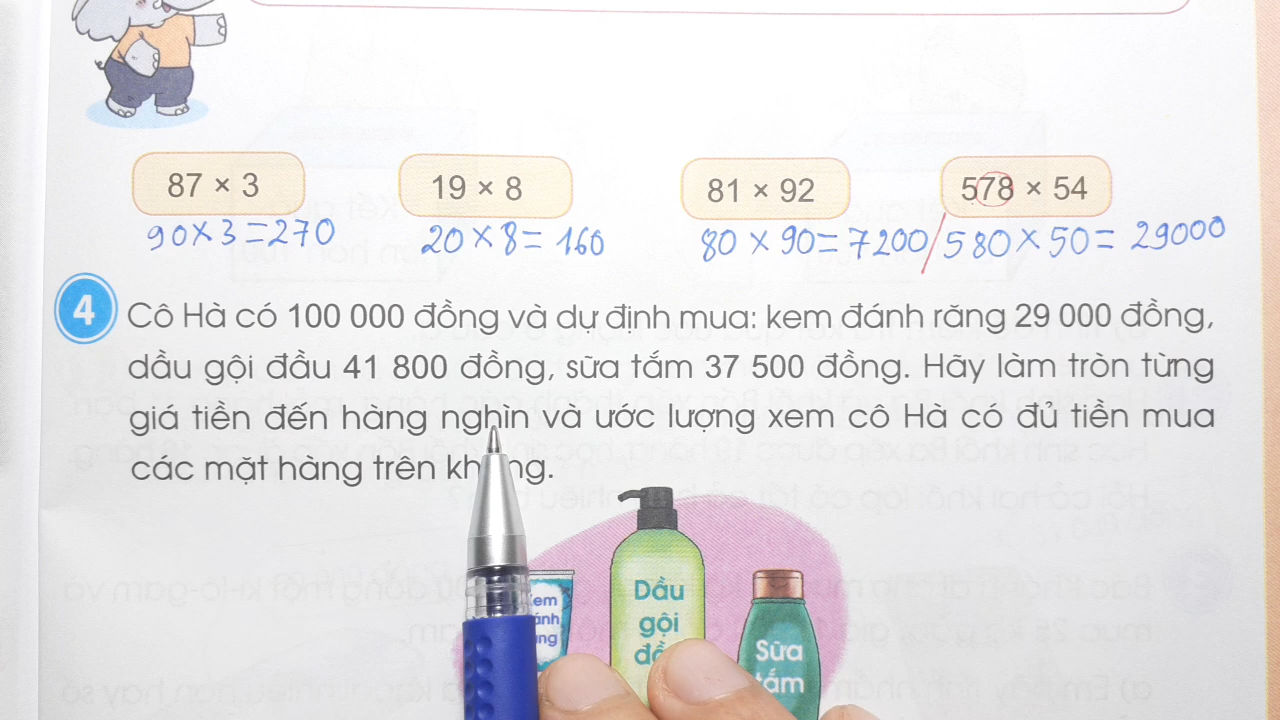 87 × 3 19 × 8 81 × 92 578 × 54
90×3=270 20×8=160 80×90=7200/580×50=29000
4 Cô Hà có 100 000 đồng và dự định mua: kem đánh răng 29 000 đồng,
dầu gội đầu 41 800 đồng, sữa tắm 37 500 đồng. Hãy làm tròn từng
giá tiền đến hàng nghìn và ước lượng xem cô Hà có đủ tiền mua
các mặt hàng trên không.
Dầu
gội
Sữa
tắm